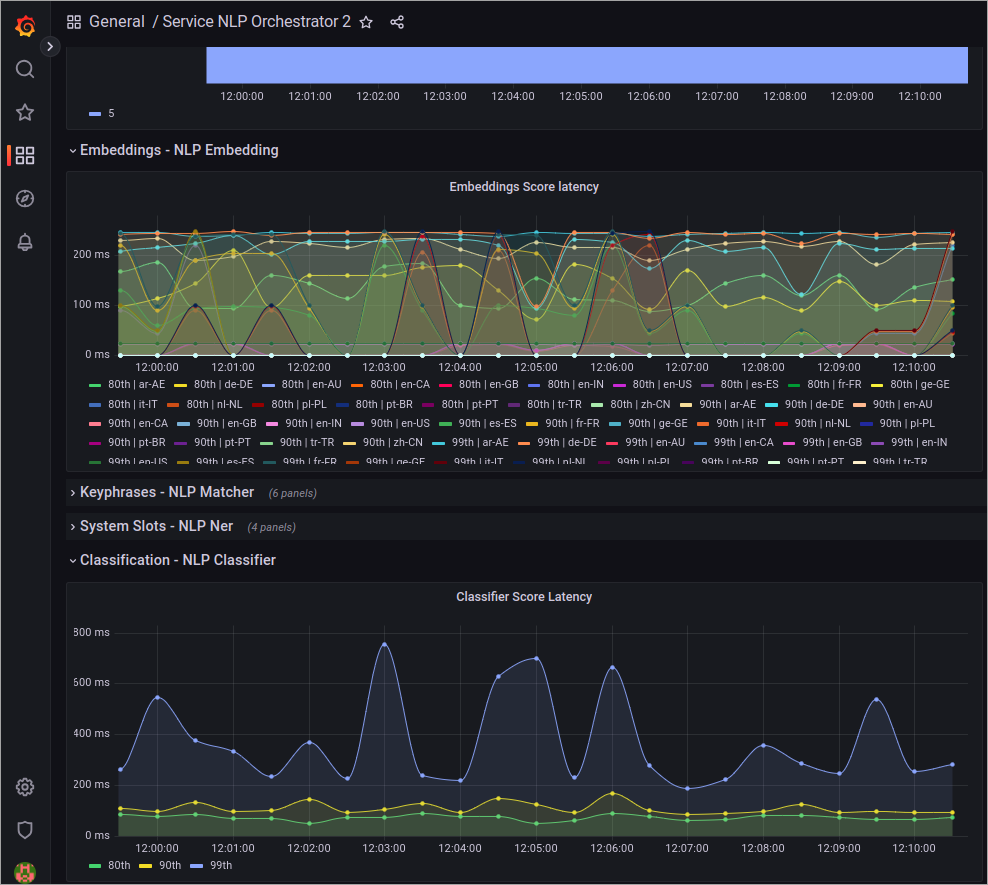 General / Service NLP Orchestrator 2
12:00:00 12:01:00 12:02:00 12:03:00 12:04:00 12:05:00 12:06:00 12:07:00 12:08:00 12:09:00 12:10:00
5
Embeddings - NLP Embedding
Embeddings Score latency
200 ms
100 ms
0 ms
12:00:00 12:01:00 12:02:00 12:03:00 12:04:00 12:05:00 12:06:00 12:07:00 12:08:00 12:09:00 12:10:00
80th | ar-AE 80th | de-DE 80th | en-AU 80th | en-CA 80th | en-GB 80th | en-IN 80th | en-US 80th | es-ES 80th | fr-FR 80th | ge-GE
80th | it-IT 80th | nl-NL 80th | pl-PL 80th | pt-BR 80th | pt-PT 80th | tr-TR 80th | zh-CN 90th | ar-AE 90th | de-DE 90th | en-AU
90th | en-CA 90th | en-GB 90th | en-IN 90th | en-US 90th | es-ES 90th | fr-FR 90th | ge-GE 90th | it-IT 90th | nl-NL 90th | pl-PL
90th | pt-BR 90th | pt-PT 90th | tr-TR 90th | zh-CN 99th | ar-AE 99th | de-DE 99th | en-AU 99th | en-CA 99th | en-GB 99th | en-IN
99th | en-US 99th | es-ES 99th | fr-FR 99th | ge-GE 99th | it-IT 99th | nl-NL 99th | pl-PL 99th | pt-BR 99th | pt-PT 99th | tr-TR
Keyphrases - NLP Matcher (6 panels)
System Slots - NLP Ner (4 panels)
Classification - NLP Classifier
Classifier Score Latency
800 ms
600 ms
400 ms
200 ms
0 ms
12:00:00 12:01:00 12:02:00 12:03:00 12:04:00 12:05:00 12:06:00 12:07:00 12:08:00 12:09:00 12:10:00
80th 90th 99th